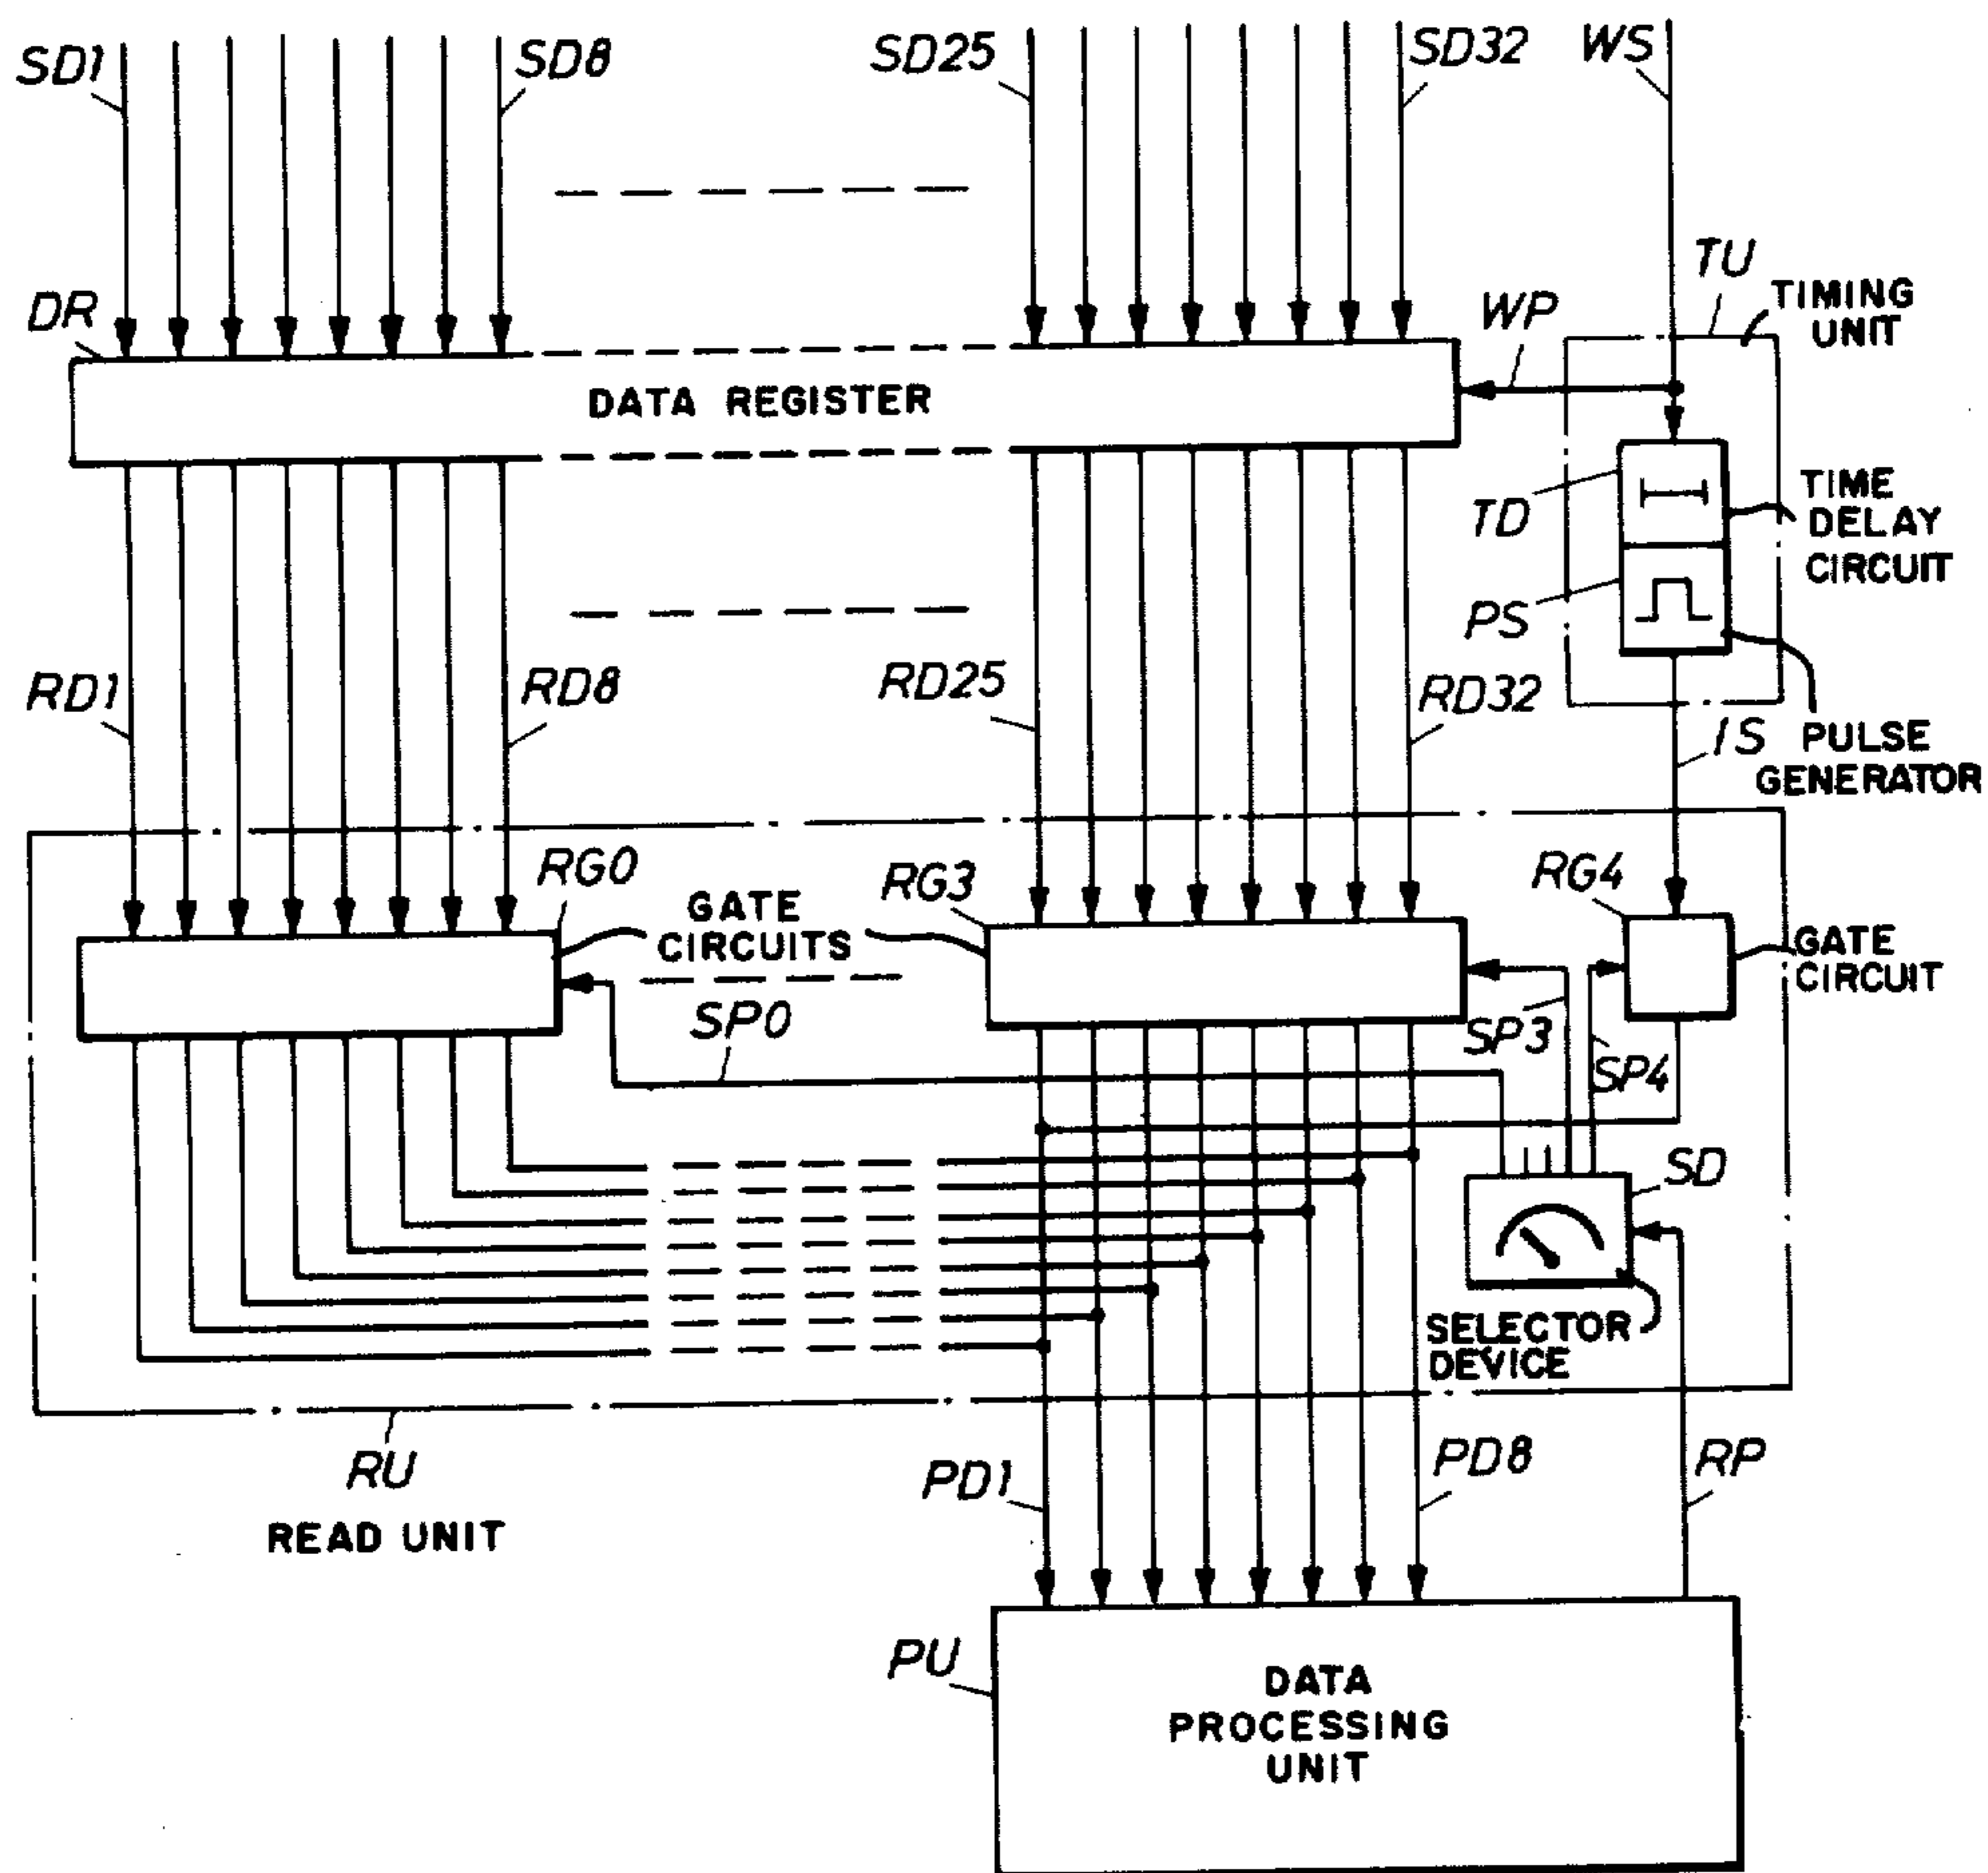 SD1
SD8
SD25
SD32
WS
TU
TIMING
UNIT
DR
WP
DATA REGISTER
TD
TIME
DELAY
CIRCUIT
PS
RD1
RD8
RD25
RD32
IS
PULSE
GENERATOR
RG0
GATE
CIRCUITS
RG3
RG4
GATE
CIRCUIT
SP0
SP3
SP4
SD
SELECTOR
DEVICE
RU
READ UNIT
PD1
PD8
RP
PU
DATA
PROCESSING
UNIT